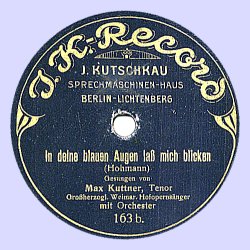 J.K.-Record
J. KUTSCHKAU
SPRECHMASCHINEN-HAUS
BERLIN-LICHTENBERG
In deine blauen Augen laß mich blicken
(Hohmann)
Gesungen von
Max Kuttner, Tenor
Großherzogl. Weimar. Hofopernsänger
mit Orchester
163 b.